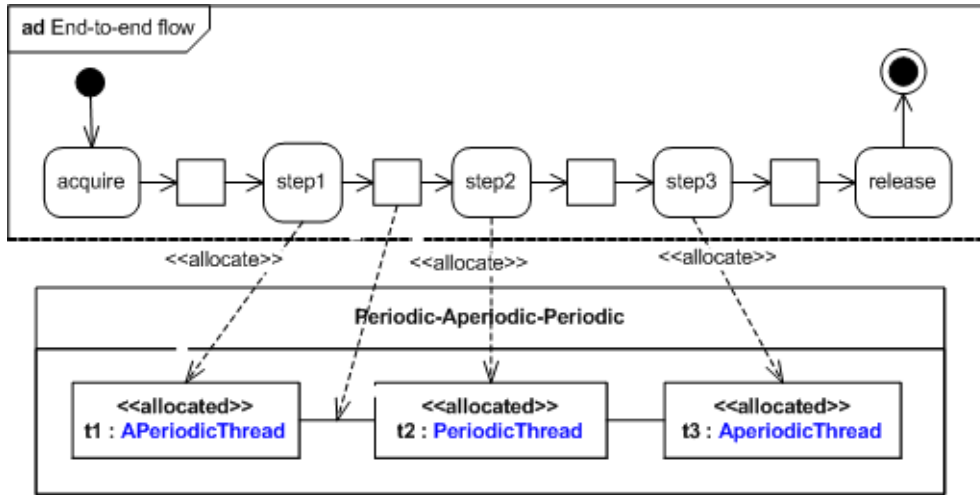 ad End-to-end flow
acquire
step1
step2
step3
release
<<allocate>>
<<allocate>>
<<allocate>>
Periodic-Aperiodic-Periodic
<<allocated>>
t1 : APeriodicThread
<<allocated>>
t2 : PeriodicThread
<<allocated>>
t3 : AperiodicThread